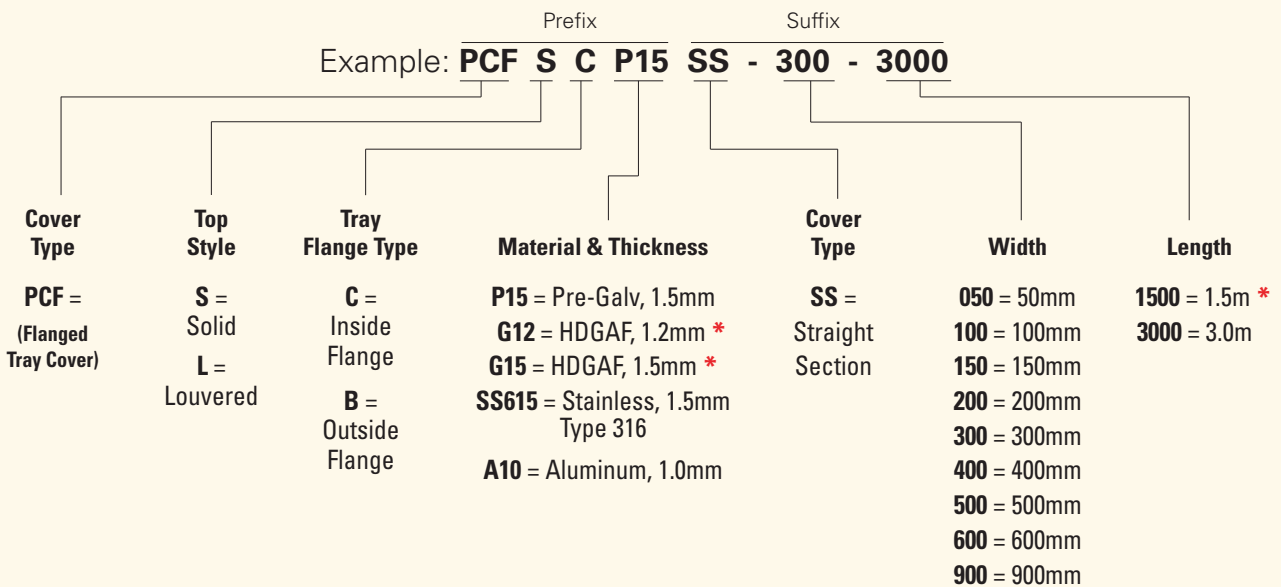 Prefix Suffix
Example: PCF S C P15 SS - 300 - 3000
Cover Type
PCF =
(Flanged
Tray Cover)
Top Style
S =
Solid
L =
Louvered
Tray
Flange Type
C =
Inside
Flange
B =
Outside
Flange
Material & Thickness
P15 = Pre-Galv, 1.5mm
G12 = HDGAF, 1.2mm *
G15 = HDGAF, 1.5mm *
SS615 = Stainless, 1.5mm
Type 316
A10 = Aluminum, 1.0mm
Cover
Type
SS =
Straight
Section
Width
050 = 50mm
100 = 100mm
150 = 150mm
200 = 200mm
300 = 300mm
400 = 400mm
500 = 500mm
600 = 600mm
900 = 900mm
Length
1500 = 1.5m *
3000 = 3.0m